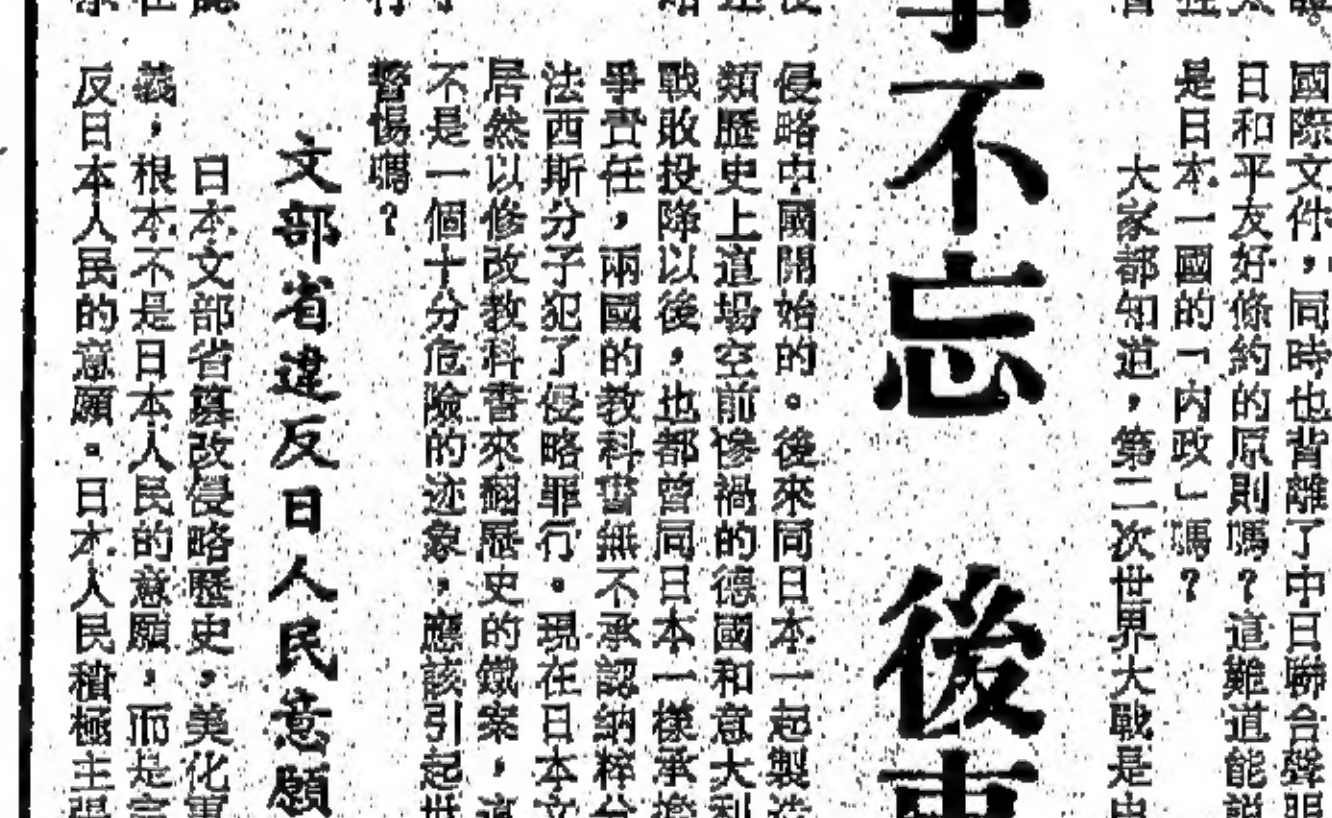 國際文件，同時也背離了中日聯合聲明
日和平友好條約的原則嗎？這難道能説
是日本一國的「内政」嗎？
大家都知道，第二次世界大戰是由
事不忘　後事
侵略中國開始的。後來同日本一起製造
類歷史上這場空前慘禍的德國和意大利
戰敗投降以後，也都曾同日本一樣承擔
爭責任，兩國的教科書無不承認納粹分
法西斯分子犯了侵略罪行。現在日本文
居然以修改教科書來翻歷史的鐵案，這
不是一個十分危險的迹象，應該引起世
警惕嗎？
文部省違反日人民意願
日本文部省篡改侵略歷史，美化軍
義，根本不是日本人民的意願，而是完
反日本人民的意願。日本人民積極主張